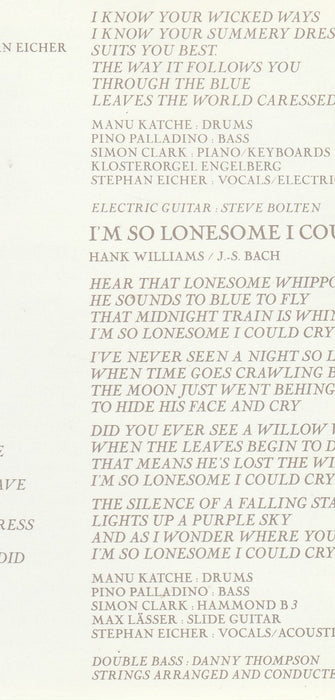 AN EICHER
I KNOW YOUR WICKED WAYS
I KNOW YOUR SUMMERY DRES
SUITS YOU BEST.
THE WAY IT FOLLOWS YOU
THROUGH THE BLUE
LEAVES THE WORLD CARESSED
MANU KATCHE : DRUMS
PINO PALLADINO : BASS
SIMON CLARK : PIANO/KEYBOARDS
KLOSTERORGEL ENGELBERG
STEPHAN EICHER : VOCALS/ELECTRI
ELECTRIC GUITAR : STEVE BOLTEN
I'M SO LONESOME I COU
HANK WILLIAMS / J.-S. BACH
HEAR THAT LONESOME WHIPPO
HE SOUNDS TO BLUE TO FLY
THAT MIDNIGHT TRAIN IS WHIN
I'M SO LONESOME I COULD CRY
I'VE NEVER SEEN A NIGHT SO L
WHEN TIME GOES CRAWLING B
THE MOON JUST WENT BEHING
TO HIDE HIS FACE AND CRY
DID YOU EVER SEE A WILLOW
WHEN THE LEAVES BEGIN TO D
THAT MEANS HE'S LOST THE WI
I'M SO LONESOME I COULD CRY
THE SILENCE OF A FALLING STA
LIGHTS UP A PURPLE SKY
AND AS I WONDER WHERE YOU
I'M SO LONESOME I COULD CRY
MANU KATCHE : DRUMS
PINO PALLADINO : BASS
SIMON CLARK : HAMMOND B3
MAX LÄSSER : SLIDE GUITAR
STEPHAN EICHER : VOCALS/ACOUSTI
DOUBLE BASS : DANNY THOMPSON
STRINGS ARRANGED AND CONDUCTE
E
AVE
RESS
DID